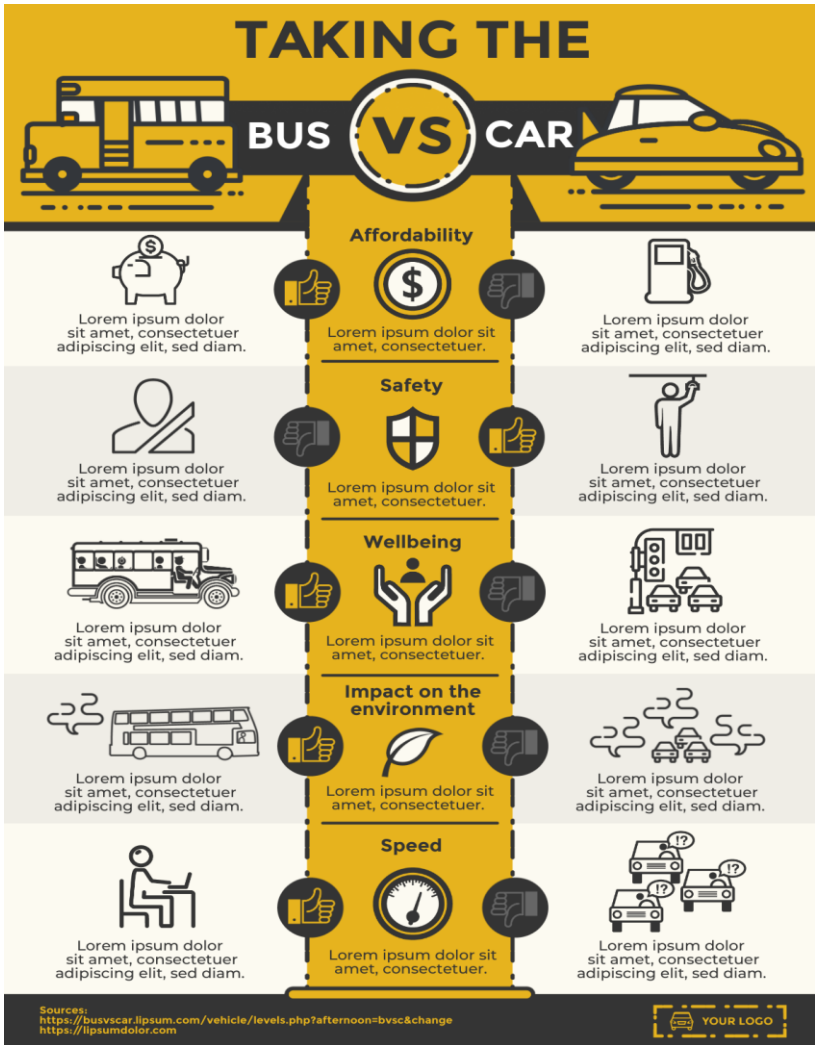 TAKING THE
BUS VS CAR
Affordability
$
$
Lorem ipsum dolor
sit amet, consectetuer
adipiscing elit, sed diam.
Lorem ipsum dolor sit
amet, consectetuer.
Lorem ipsum dolor
sit amet, consectetuer
adipiscing elit, sed diam.
Safety
Lorem ipsum dolor
sit amet, consectetuer
adipiscing elit, sed diam.
Lorem ipsum dolor sit
amet, consectetuer.
Lorem ipsum dolor
sit amet, consectetuer
adipiscing elit, sed diam.
Wellbeing
Lorem ipsum dolor
sit amet, consectetuer
adipiscing elit, sed diam.
Lorem ipsum dolor sit
amet, consectetuer.
Lorem ipsum dolor
sit amet, consectetuer
adipiscing elit, sed diam.
Impact on the
environment
Lorem ipsum dolor
sit amet, consectetuer
adipiscing elit, sed diam.
Lorem ipsum dolor sit
amet, consectetuer.
Lorem ipsum dolor
sit amet, consectetuer
adipiscing elit, sed diam.
Speed
!?
!?
!?
Lorem ipsum dolor
sit amet, consectetuer
adipiscing elit, sed diam.
Lorem ipsum dolor sit
amet, consectetuer.
Lorem ipsum dolor
sit amet, consectetuer
adipiscing elit, sed diam.
Sources:
https://busvscar.lipsum.com/vehicle/levels.php?afternoon=bvsc&change
https://lipsumdolor.com
YOUR LOGO